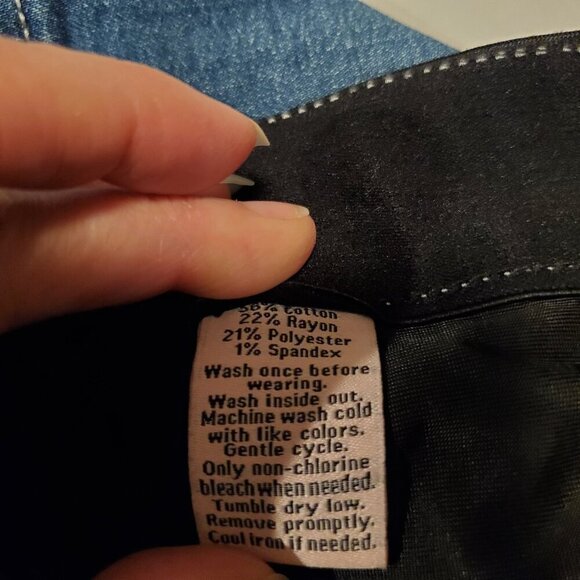 56% Cotton
22% Rayon
21% Polyester
1% Spandex
Wash once before
wearing.
Wash inside out.
Machine wash cold
with like colors.
Gentle cycle.
Only non-chlorine
bleach when needed.
Tumble dry low.
Remove promptly.
Cool iron if needed.